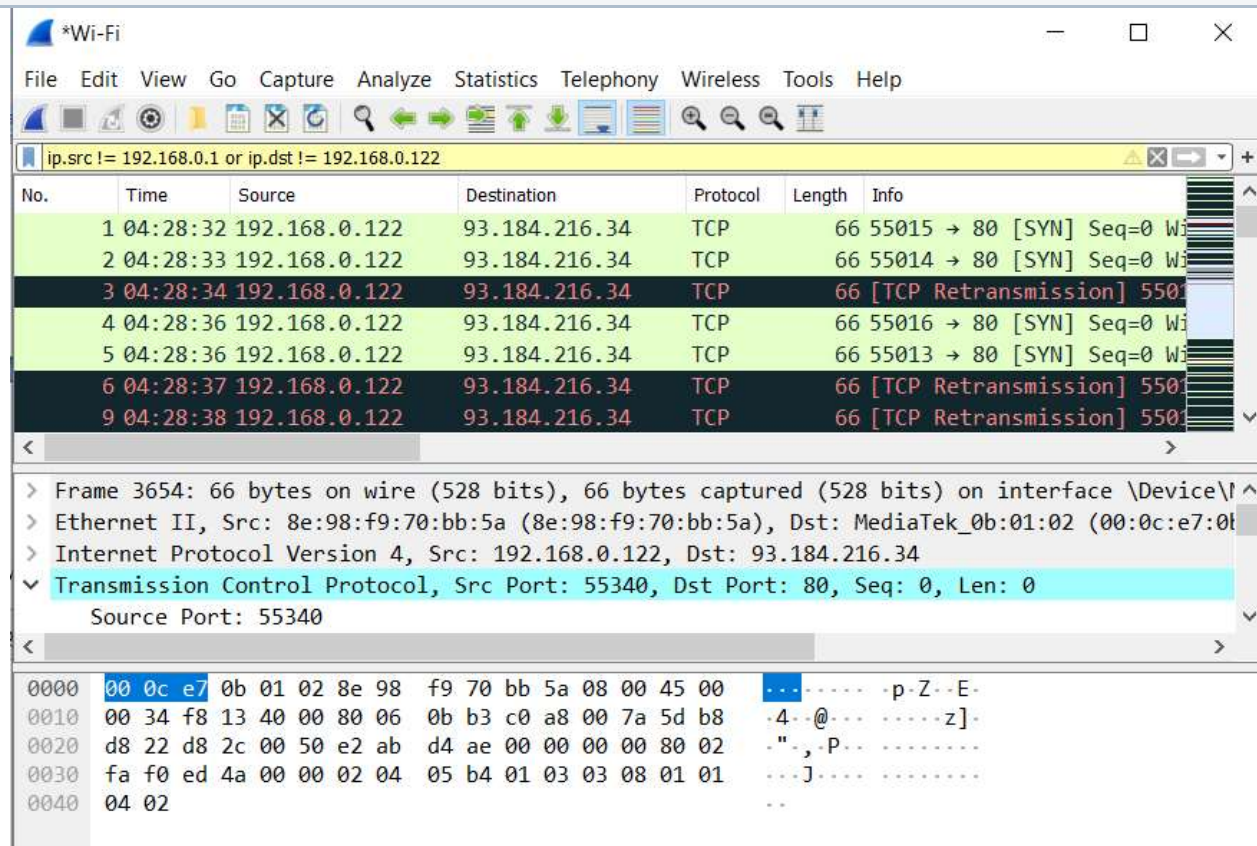 *Wi-Fi
File Edit View Go Capture Analyze Statistics Telephony Wireless Tools Help
ip.src != 192.168.0.1 or ip.dst != 192.168.0.122
No. Time Source Destination Protocol Length Info
1 04:28:32 192.168.0.122 93.184.216.34 TCP 66 55015 → 80 [SYN] Seq=0 Wi
2 04:28:33 192.168.0.122 93.184.216.34 TCP 66 55014 → 80 [SYN] Seq=0 Wi
3 04:28:34 192.168.0.122 93.184.216.34 TCP 66 [TCP Retransmission] 5501
4 04:28:36 192.168.0.122 93.184.216.34 TCP 66 55016 → 80 [SYN] Seq=0 Wi
5 04:28:36 192.168.0.122 93.184.216.34 TCP 66 55013 → 80 [SYN] Seq=0 Wi
6 04:28:37 192.168.0.122 93.184.216.34 TCP 66 [TCP Retransmission] 5501
9 04:28:38 192.168.0.122 93.184.216.34 TCP 66 [TCP Retransmission] 5501
Frame 3654: 66 bytes on wire (528 bits), 66 bytes captured (528 bits) on interface \Device\
Ethernet II, Src: 8e:98:f9:70:bb:5a (8e:98:f9:70:bb:5a), Dst: MediaTek_0b:01:02 (00:0c:e7:0b
Internet Protocol Version 4, Src: 192.168.0.122, Dst: 93.184.216.34
Transmission Control Protocol, Src Port: 55340, Dst Port: 80, Seq: 0, Len: 0
Source Port: 55340
0000 00 0c e7 0b 01 02 8e 98 f9 70 bb 5a 08 00 45 00 ········ ·p·Z··E·
0010 00 34 f8 13 40 00 80 06 0b b3 c0 a8 00 7a 5d b8 ·4··@··· ·····z]·
0020 d8 22 d8 2c 00 50 e2 ab d4 ae 00 00 00 00 80 02 ·"·,·P·· ········
0030 fa f0 ed 4a 00 00 02 04 05 b4 01 03 03 08 01 01 ···J···· ········
0040 04 02 ··